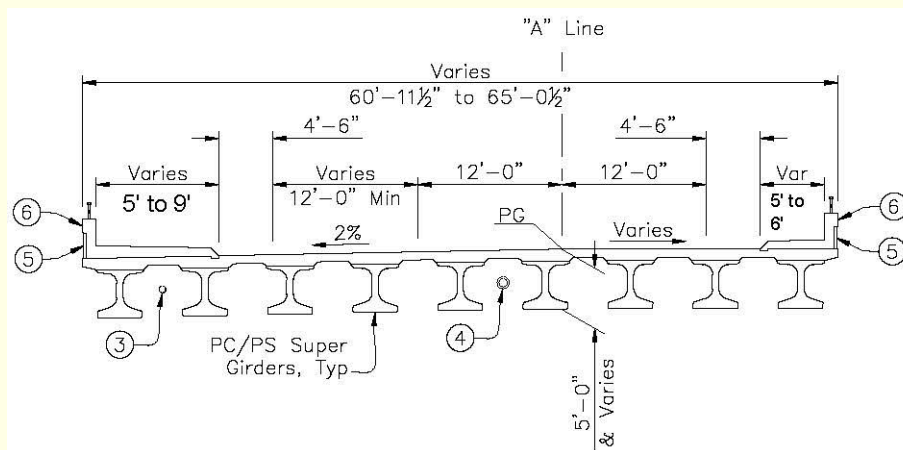 "A" Line
Varies
60'-11½" to 65'-0½"
4'-6"
4'-6"
Varies
5' to 9'
Varies
12'-0" Min
12'-0"
12'-0"
Var
5' to
6'
6
5
PG
2%
Varies
6
5
3
4
PC/PS Super
Girders, Typ
5'-0"
& Varies